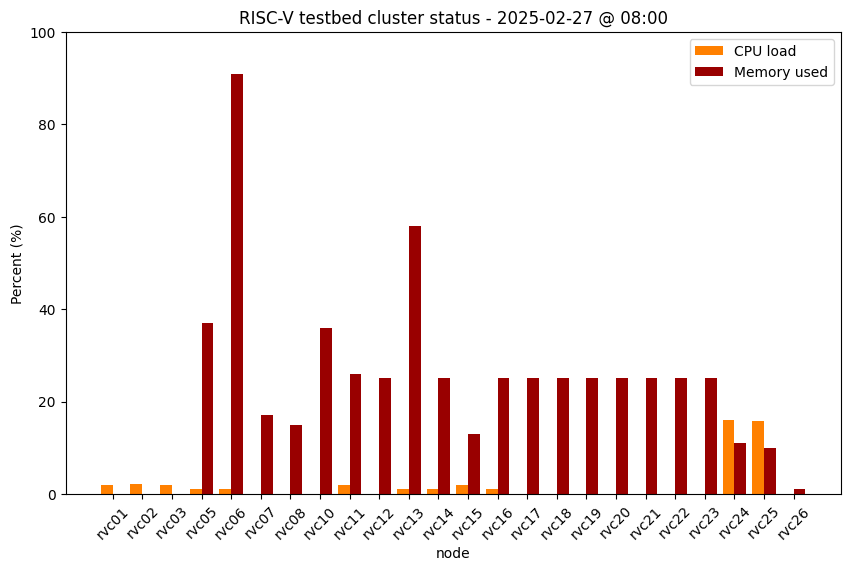 RISC-V testbed cluster status - 2025-02-27 @ 08:00
CPU load
Memory used
Percent (%)
100
80
60
40
20
0
rvc01
rvc02
rvc03
rvc05
rvc06
rvc07
rvc08
rvc10
rvc11
rvc12
rvc13
rvc14
rvc15
rvc16
rvc17
rvc18
rvc19
rvc20
rvc21
rvc22
rvc23
rvc24
rvc25
rvc26
node